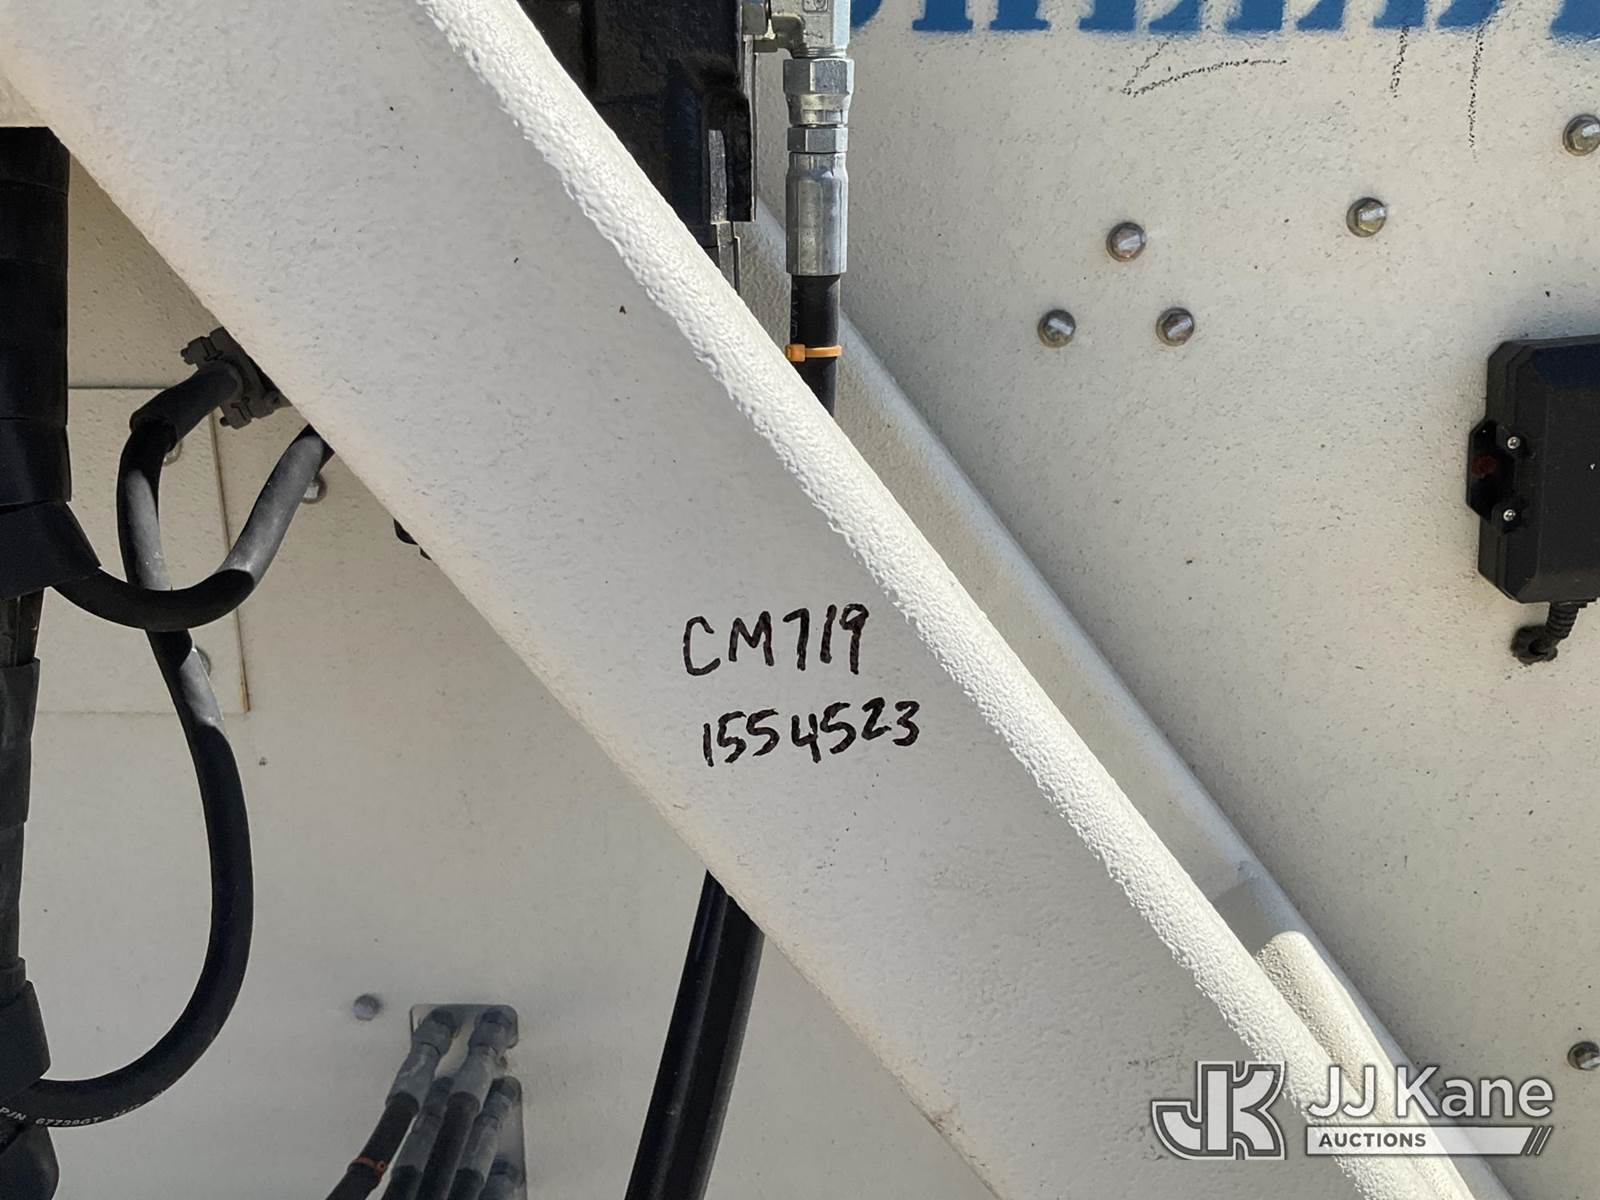 CM719
1554523
JJ Kane
AUCTIONS